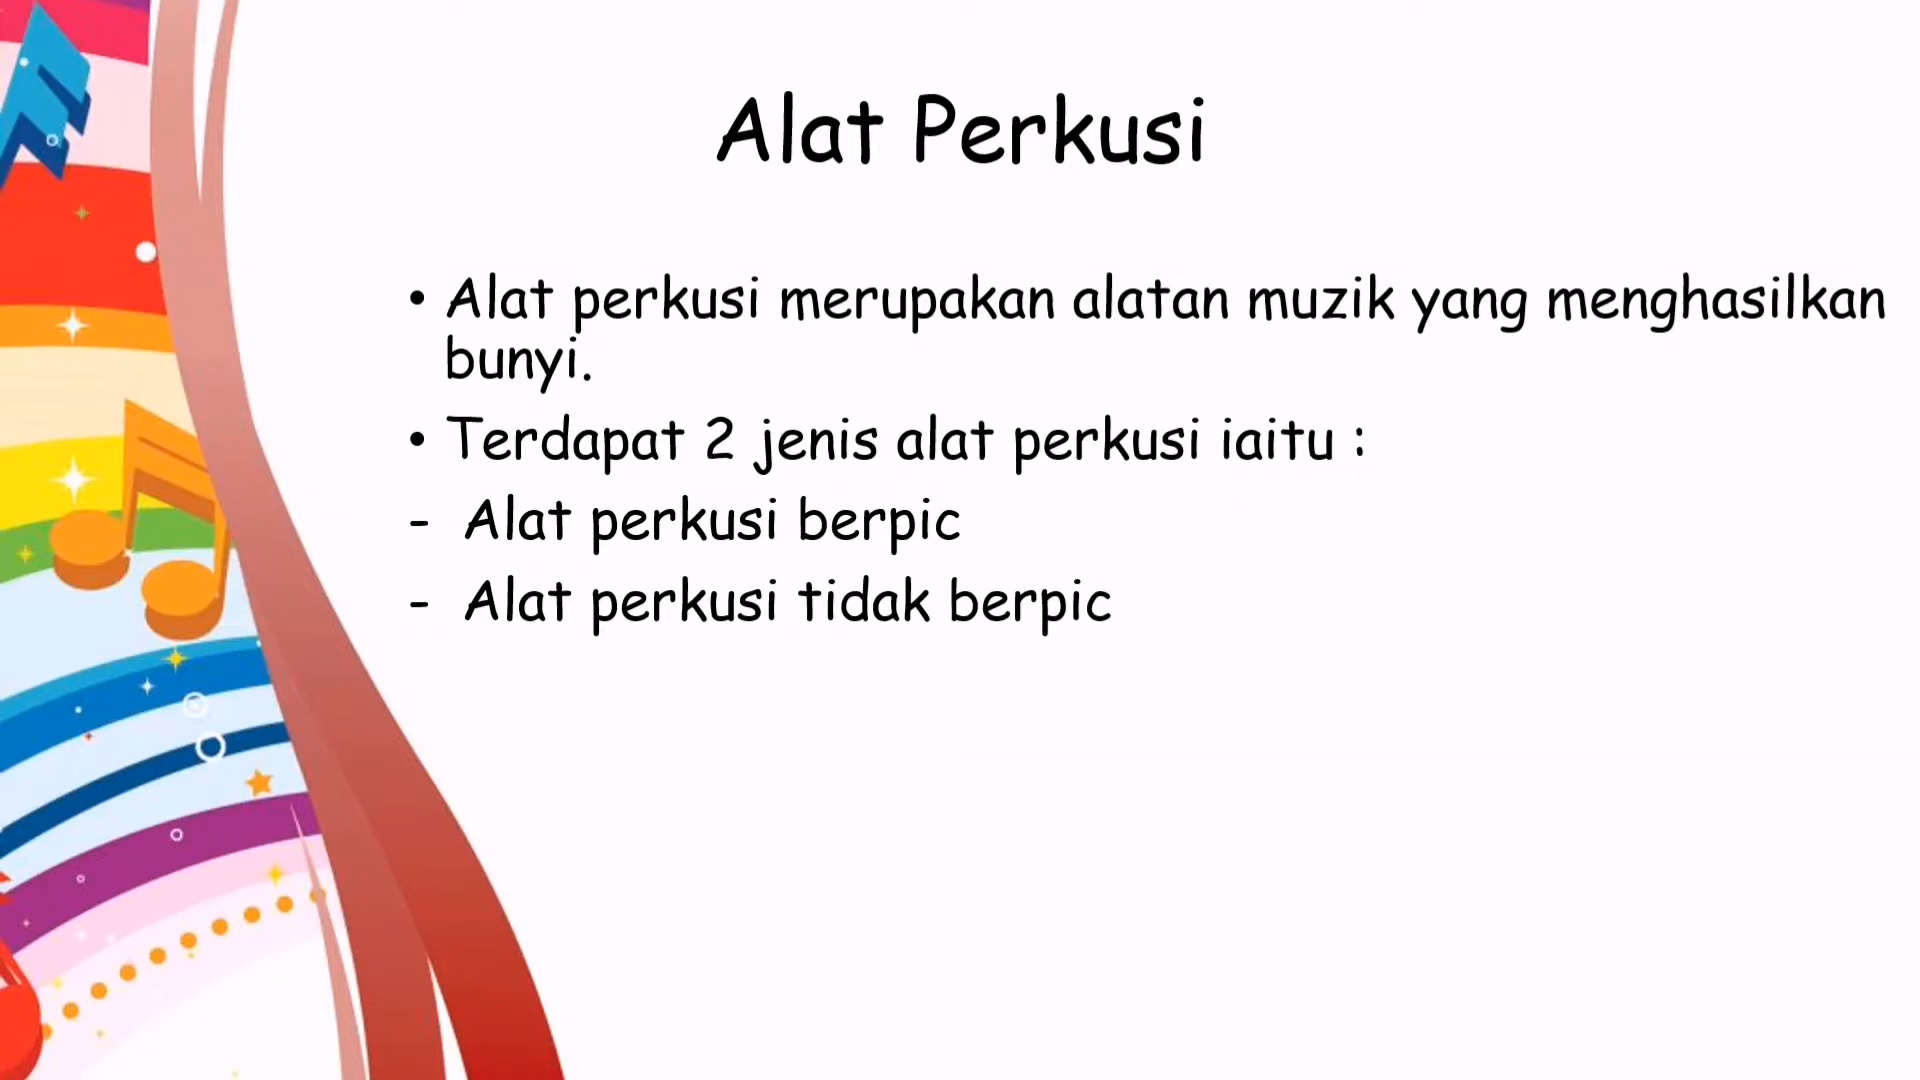 Alat Perkusi
• Alat perkusi merupakan alatan muzik yang menghasilkan
bunyi.
• Terdapat 2 jenis alat perkusi iaitu :
- Alat perkusi berpic
- Alat perkusi tidak berpic